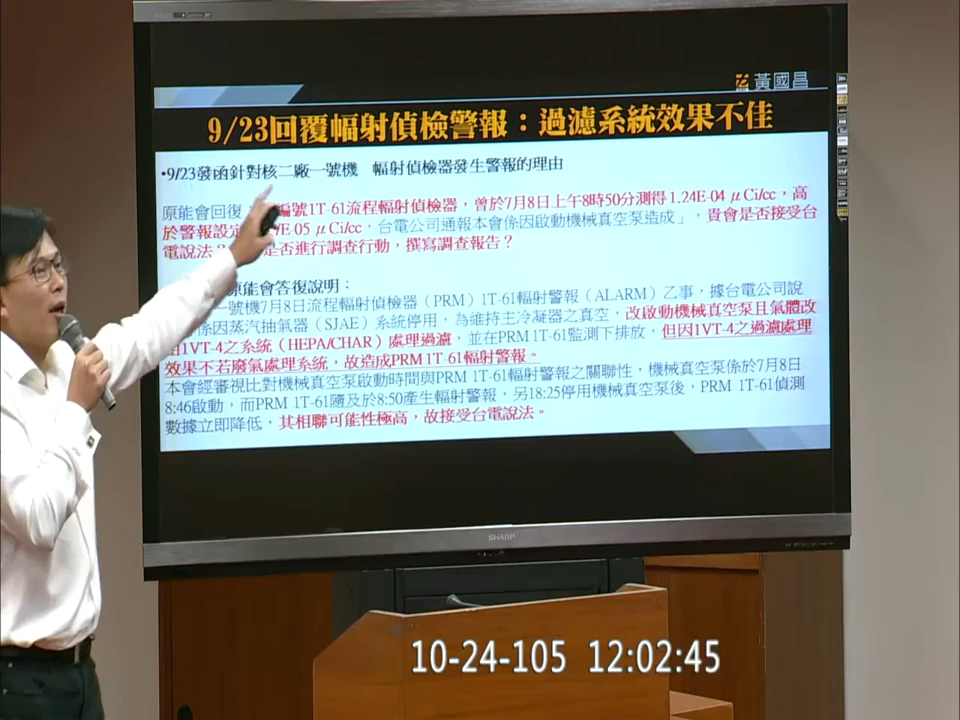 黃國昌
9/23回覆輻射偵檢警報：過濾系統效果不佳
•9/23發函針對核二廠一號機 輻射偵檢器發生警報的理由
原能會回復 編號1T-61流程輻射偵檢器，曾於7月8日上午8時50分測得1.24E-04 μCi/cc，高
於警報設定 E-05 μCi/cc，台電公司通報本會係因啟動機械真空泵造成」，貴會是否接受台
電說法？ 是否進行調查行動，撰寫調查報告？
原能會答復說明：
一號機7月8日流程輻射偵檢器（PRM）1T-61輻射警報（ALARM）乙事，據台電公司說
係因蒸汽抽氣器（SJAE）系統停用，為維持主冷凝器之真空，改啟動機械真空泵且氣體改
由1VT-4之系統（HEPA/CHAR）處理過濾，並在PRM 1T-61監測下排放，但因1VT-4之過濾處理
效果不若廢氣處理系統，故造成PRM 1T-61輻射警報。
本會經審視比對機械真空泵啟動時間與PRM 1T-61輻射警報之關聯性，機械真空泵係於7月8日
8:46啟動，而PRM 1T-61隨及於8:50產生輻射警報，另18:25停用機械真空泵後，PRM 1T-61偵測
數據立即降低，其相聯可能性極高，故接受台電說法。
SHARP
10-24-105 12:02:45